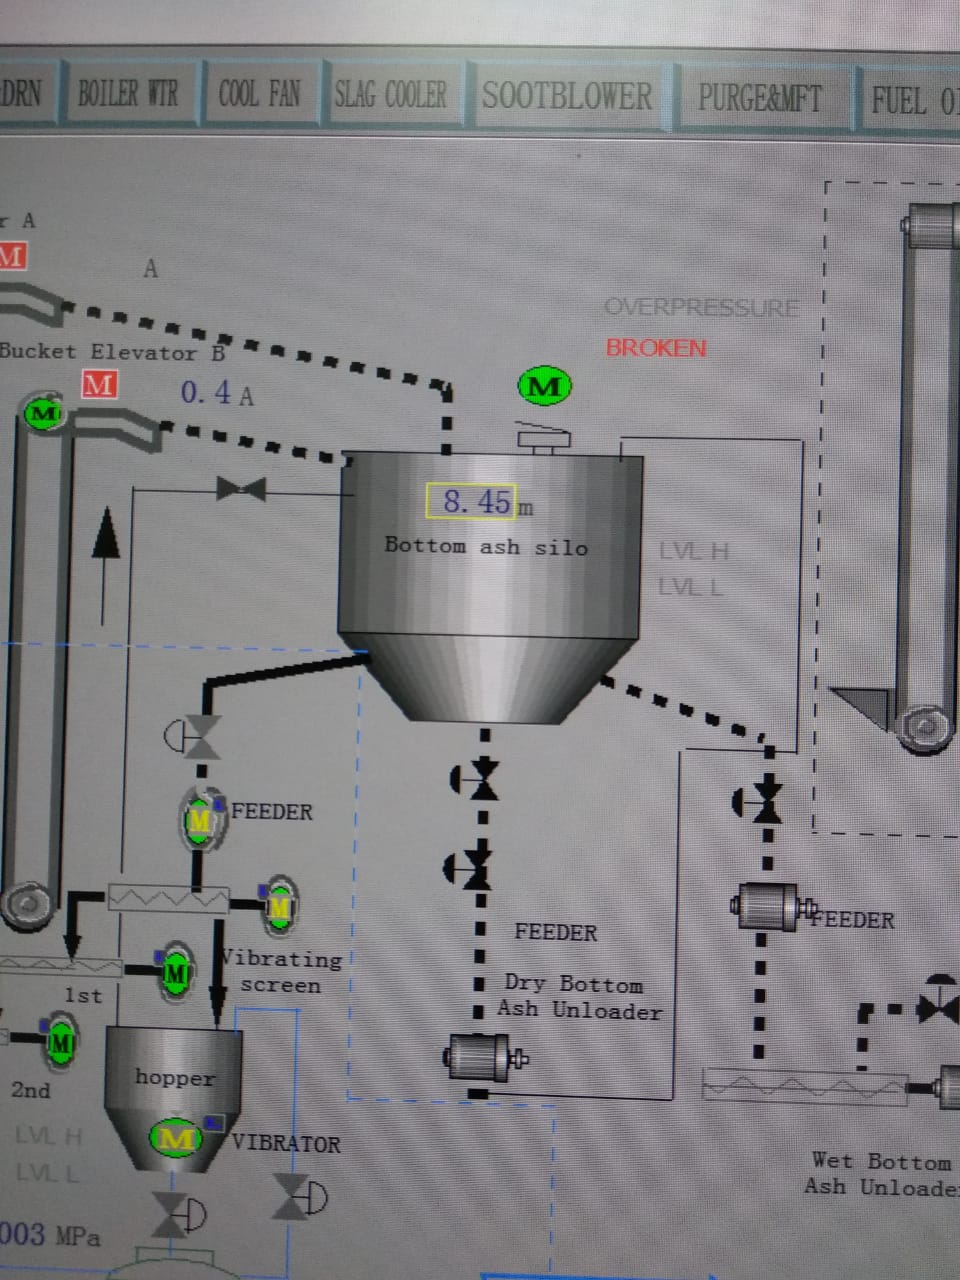 DRN
BOILER WTR
COOL FAN
SLAG COOLER
SOOTBLOWER
PURGE&MFT
FUEL
r A
M
A
OVERPRESSURE
BROKEN
Bucket Elevator B
M
0.4 A
M
M
8.45 m
Bottom ash silo
LVL H
LVL L
M
FEEDER
M
FEEDER
FEEDER
Vibrating
screen
M
1st
Dry Bottom
Ash Unloader
M
2nd
hopper
LVL H
LVL L
M
VIBRATOR
Wet Bottom
Ash Unloader
003 MPa